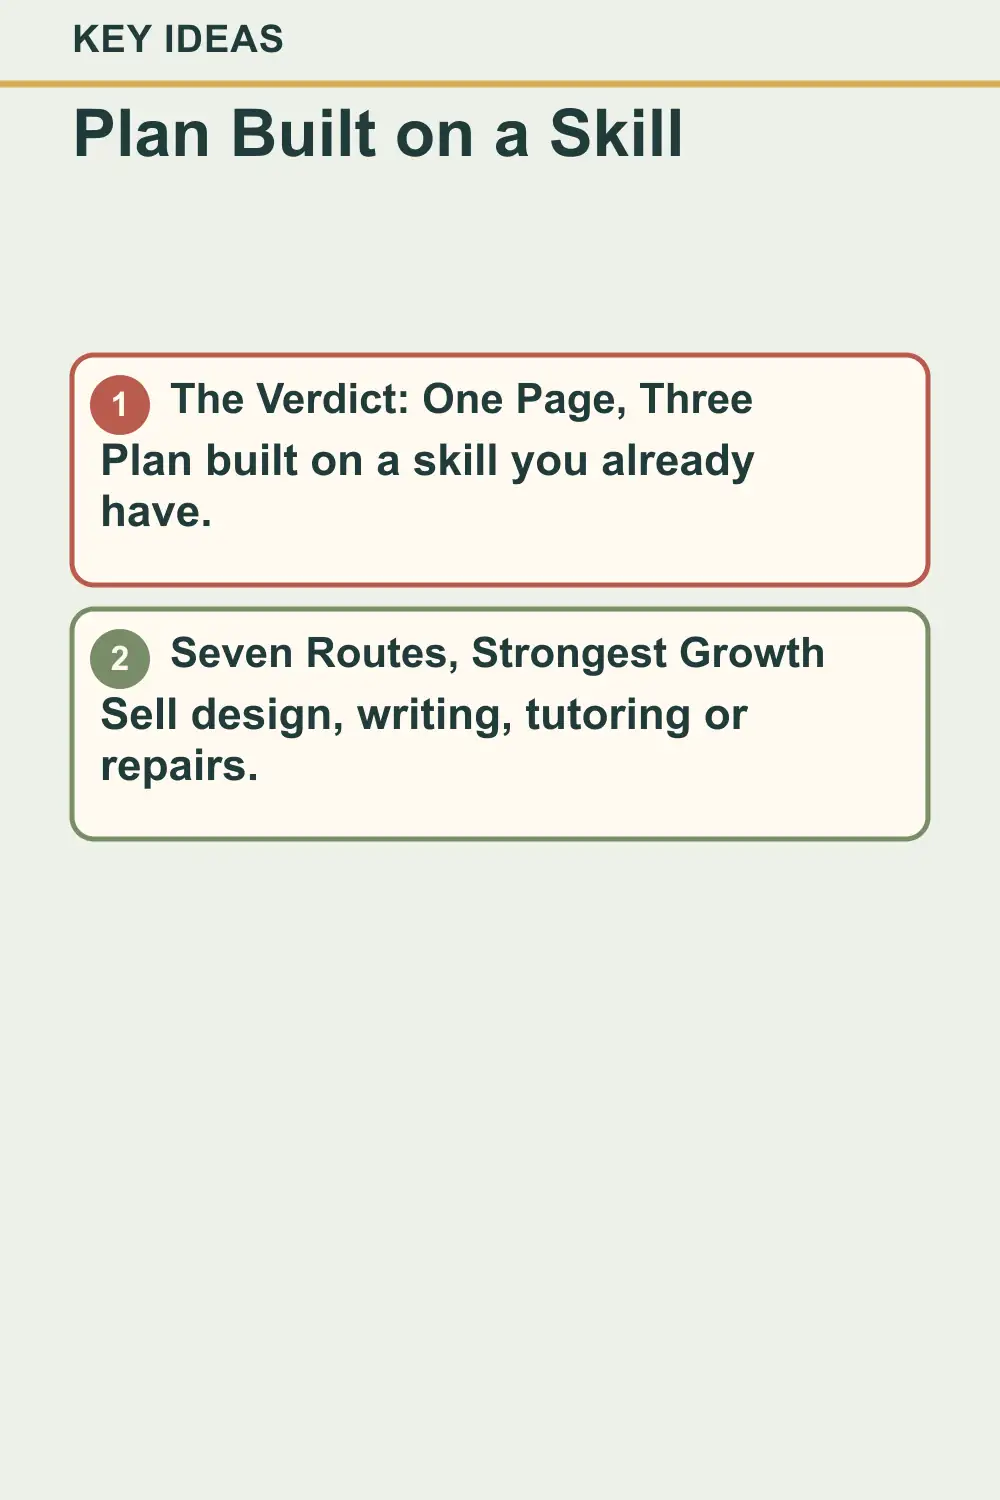 KEY IDEAS
Plan Built on a Skill
1
The Verdict: One Page, Three
Plan built on a skill you already
have.
2
Seven Routes, Strongest Growth
Sell design, writing, tutoring or
repairs.